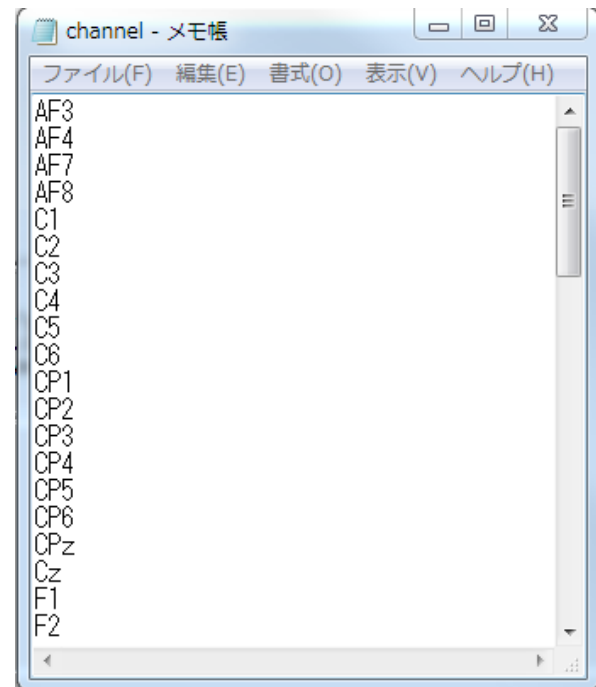 channel - メモ帳
ファイル(F) 編集(E) 書式(O) 表示(V) ヘルプ(H)
AF3
AF4
AF7
AF8
C1
C2
C3
C4
C5
C6
CP1
CP2
CP3
CP4
CP5
CP6
CPz
Cz
F1
F2